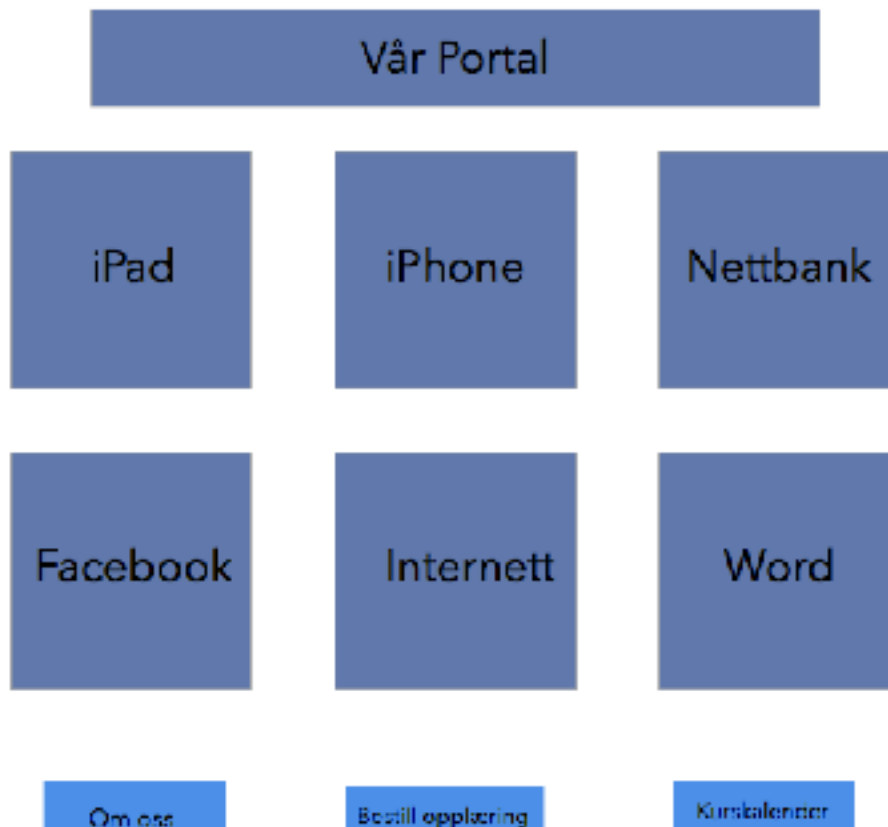 Vår Portal
iPad
iPhone
Nettbank
Facebook
Internett
Word
Om oss
Bestill opplæring
Kurskalender